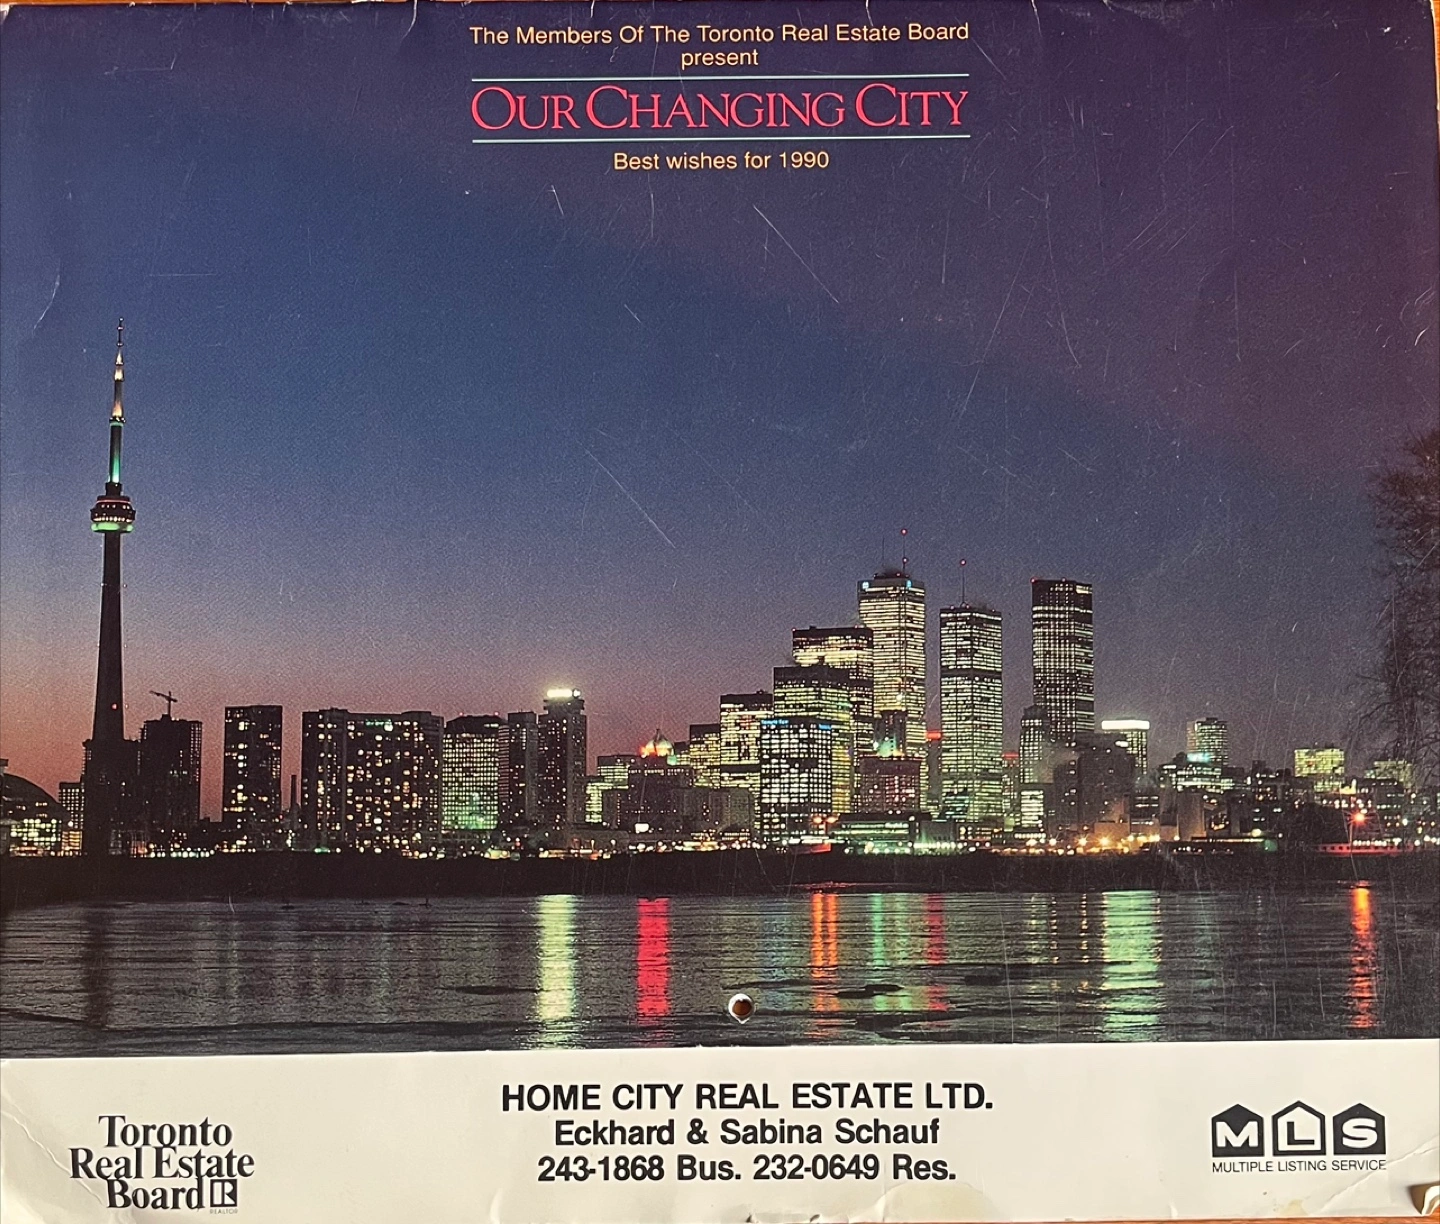 The Members Of The Toronto Real Estate Board
present
OUR CHANGING CITY
Best wishes for 1990
HOME CITY REAL ESTATE LTD.
Eckhard & Sabina Schauf
243-1868 Bus. 232-0649 Res.
Toronto
Real Estate
Board R
REALTOR
MLS
MULTIPLE LISTING SERVICE